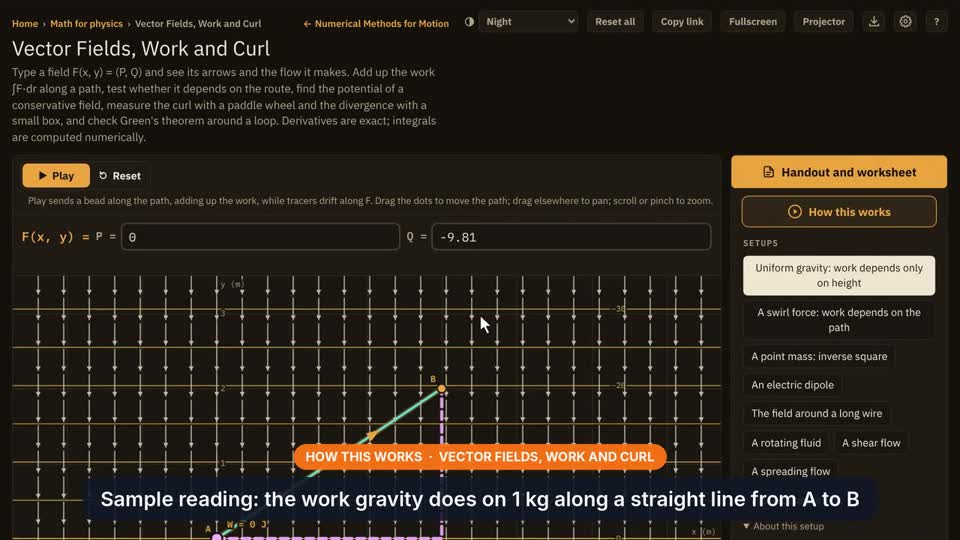 Home › Math for physics › Vector Fields, Work and Curl
← Numerical Methods for Motion
Night
Reset all
Copy link
Fullscreen
Projector
?
Vector Fields, Work and Curl
Type a field F(x, y) = (P, Q) and see its arrows and the flow it makes. Add up the work
∫F·dr along a path, test whether it depends on the route, find the potential of a
conservative field, measure the curl with a paddle wheel and the divergence with a
small box, and check Green's theorem around a loop. Derivatives are exact; integrals
are computed numerically.
Play
Reset
Play sends a bead along the path, adding up the work, while tracers drift along F. Drag the dots to move the path; drag elsewhere to pan; scroll or pinch to zoom.
F(x, y) = P = 0 Q = -9.81
y (m)
3
30
2
20
B
1
A W = 0 J
0
x (m)
Handout and worksheet
How this works
SETUPS
Uniform gravity: work depends only
on height
A swirl force: work depends on the
path
A point mass: inverse square
An electric dipole
The field around a long wire
A rotating fluid
A shear flow
A spreading flow
▾ About this setup
HOW THIS WORKS · VECTOR FIELDS, WORK AND CURL
Sample reading: the work gravity does on 1 kg along a straight line from A to B